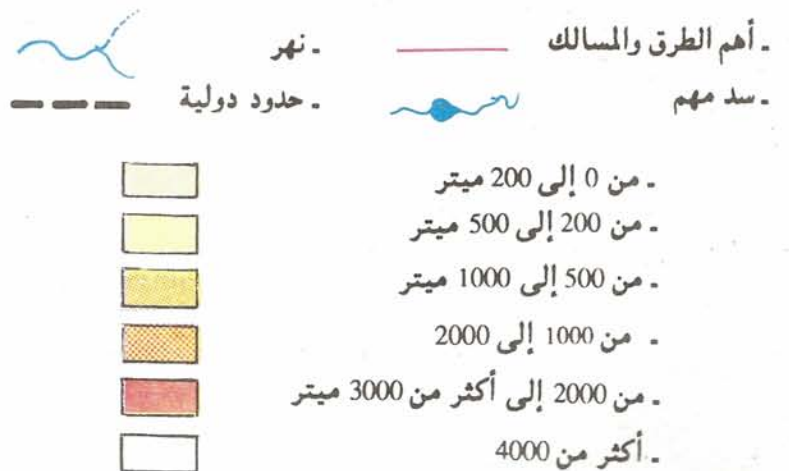 - أهم الطرق والمسالك
- نهر
- سد مهم
- حدود دولية
- من 0 إلى 200 ميتر
- من 200 إلى 500 ميتر
- من 500 إلى 1000 ميتر
- من 1000 إلى 2000
- من 2000 إلى أكثر من 3000 ميتر
- أكثر من 4000